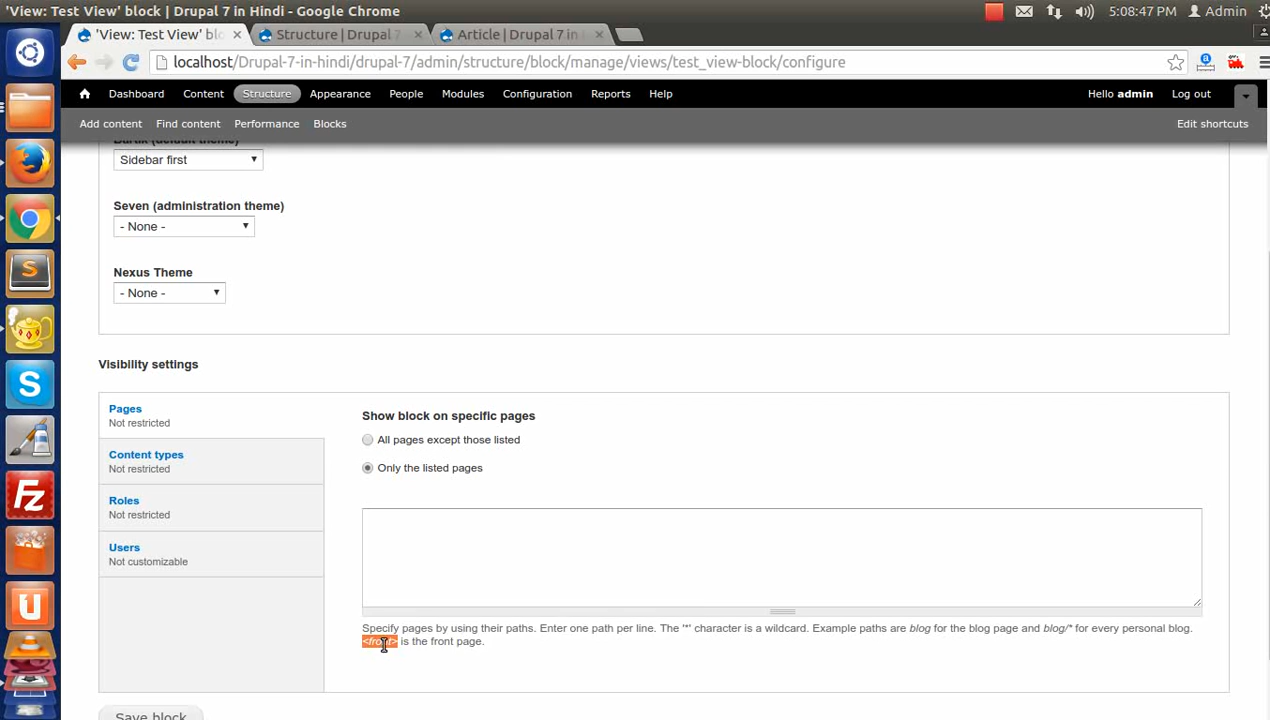 'View: Test View' block | Drupal 7 in Hindi - Google Chrome
5:08:47 PM Admin
'View: Test View' blo
Structure | Drupal 7
Article | Drupal 7 in
localhost/Drupal-7-in-hindi/drupal-7/admin/structure/block/manage/views/test_view-block/configure
Dashboard Content Structure Appearance People Modules Configuration Reports Help Hello admin Log out
Add content Find content Performance Blocks Edit shortcuts
Bartik (default theme)
Sidebar first
Seven (administration theme)
- None -
Nexus Theme
- None -
Visibility settings
Pages
Not restricted
Content types
Not restricted
Roles
Not restricted
Users
Not customizable
Show block on specific pages
All pages except those listed
Only the listed pages
Specify pages by using their paths. Enter one path per line. The '*' character is a wildcard. Example paths are blog for the blog page and blog/* for every personal blog.
<front> is the front page.
Save block